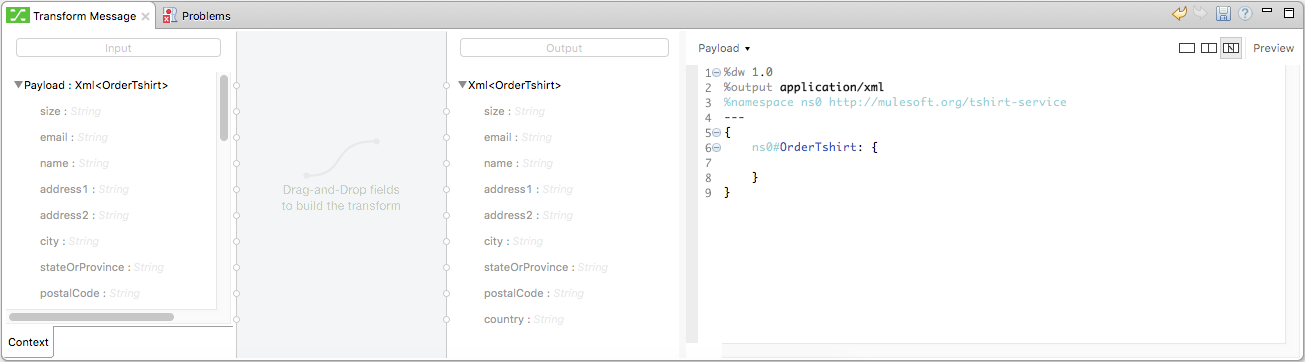 Transform Message
Problems
Input
Payload : Xml<OrderTshirt>
size : String
email : String
name : String
address1 : String
address2 : String
city : String
stateOrProvince : String
postalCode : String
Context
Drag-and-Drop fields
to build the transform
Output
Xml<OrderTshirt>
size : String
email : String
name : String
address1 : String
address2 : String
city : String
stateOrProvince : String
postalCode : String
country : String
Payload
Preview
1 %dw 1.0
2 %output application/xml
3 %namespace ns0 http://mulesoft.org/tshirt-service
4 ---
5 {
6 ns0#OrderTshirt: {
7
8 }
9 }